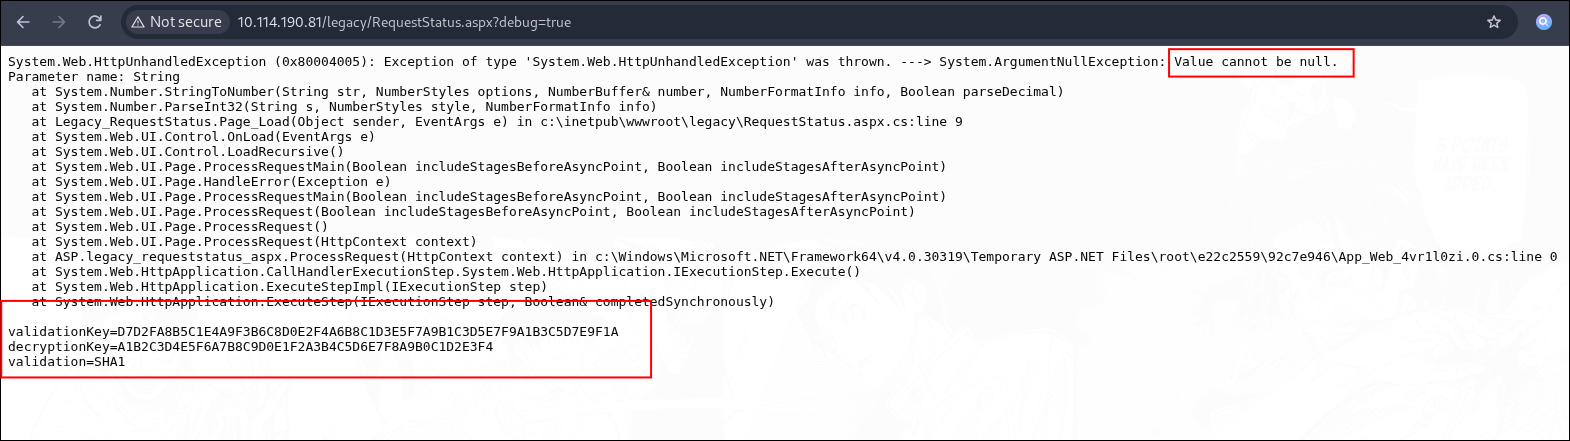 Not secure 10.114.190.81/legacy/RequestStatus.aspx?debug=true
System.Web.HttpUnhandledException (0x80004005): Exception of type 'System.Web.HttpUnhandledException' was thrown. ---> System.ArgumentNullException: Value cannot be null.
Parameter name: String
   at System.Number.StringToNumber(String str, NumberStyles options, NumberBuffer& number, NumberFormatInfo info, Boolean parseDecimal)
   at System.Number.ParseInt32(String s, NumberStyles style, NumberFormatInfo info)
   at Legacy_RequestStatus.Page_Load(Object sender, EventArgs e) in c:\inetpub\wwwroot\legacy\RequestStatus.aspx.cs:line 9
   at System.Web.UI.Control.OnLoad(EventArgs e)
   at System.Web.UI.Control.LoadRecursive()
   at System.Web.UI.Page.ProcessRequestMain(Boolean includeStagesBeforeAsyncPoint, Boolean includeStagesAfterAsyncPoint)
   at System.Web.UI.Page.HandleError(Exception e)
   at System.Web.UI.Page.ProcessRequestMain(Boolean includeStagesBeforeAsyncPoint, Boolean includeStagesAfterAsyncPoint)
   at System.Web.UI.Page.ProcessRequest(Boolean includeStagesBeforeAsyncPoint, Boolean includeStagesAfterAsyncPoint)
   at System.Web.UI.Page.ProcessRequest()
   at System.Web.UI.Page.ProcessRequest(HttpContext context)
   at ASP.legacy_requeststatus_aspx.ProcessRequest(HttpContext context) in c:\Windows\Microsoft.NET\Framework64\v4.0.30319\Temporary ASP.NET Files\root\e22c2559\92c7e946\App_Web_4vr1l0zi.0.cs:line 0
   at System.Web.HttpApplication.CallHandlerExecutionStep.System.Web.HttpApplication.IExecutionStep.Execute()
   at System.Web.HttpApplication.ExecuteStepImpl(IExecutionStep step)
   at System.Web.HttpApplication.ExecuteStep(IExecutionStep step, Boolean& completedSynchronously)
validationKey=D7D2FA8B5C1E4A9F3B6C8D0E2F4A6B8C1D3E5F7A9B1C3D5E7F9A1B3C5D7E9F1A
decryptionKey=A1B2C3D4E5F6A7B8C9D0E1F2A3B4C5D6E7F8A9B0C1D2E3F4
validation=SHA1